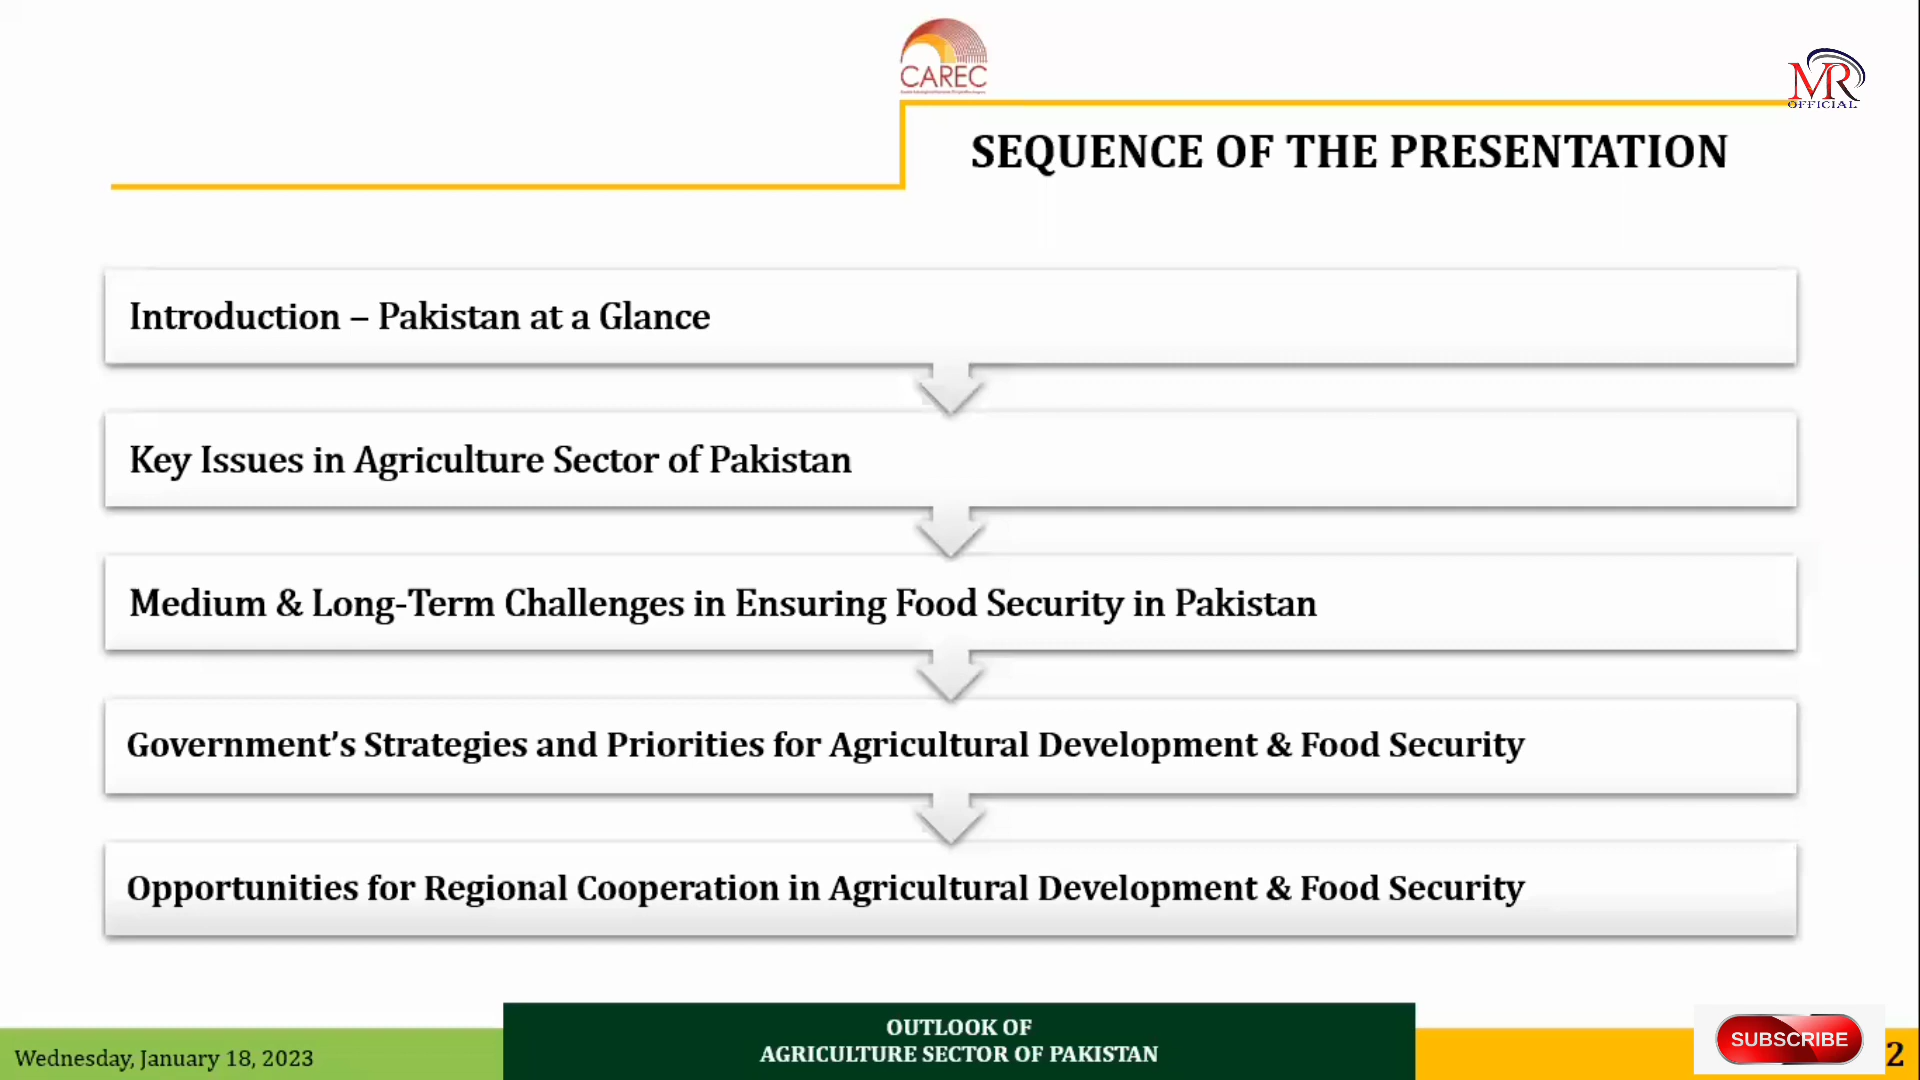 CAREC
MR
OFFICIAL
SEQUENCE OF THE PRESENTATION
Introduction – Pakistan at a Glance
Key Issues in Agriculture Sector of Pakistan
Medium & Long-Term Challenges in Ensuring Food Security in Pakistan
Government’s Strategies and Priorities for Agricultural Development & Food Security
Opportunities for Regional Cooperation in Agricultural Development & Food Security
Wednesday, January 18, 2023
OUTLOOK OF
AGRICULTURE SECTOR OF PAKISTAN
SUBSCRIBE
2